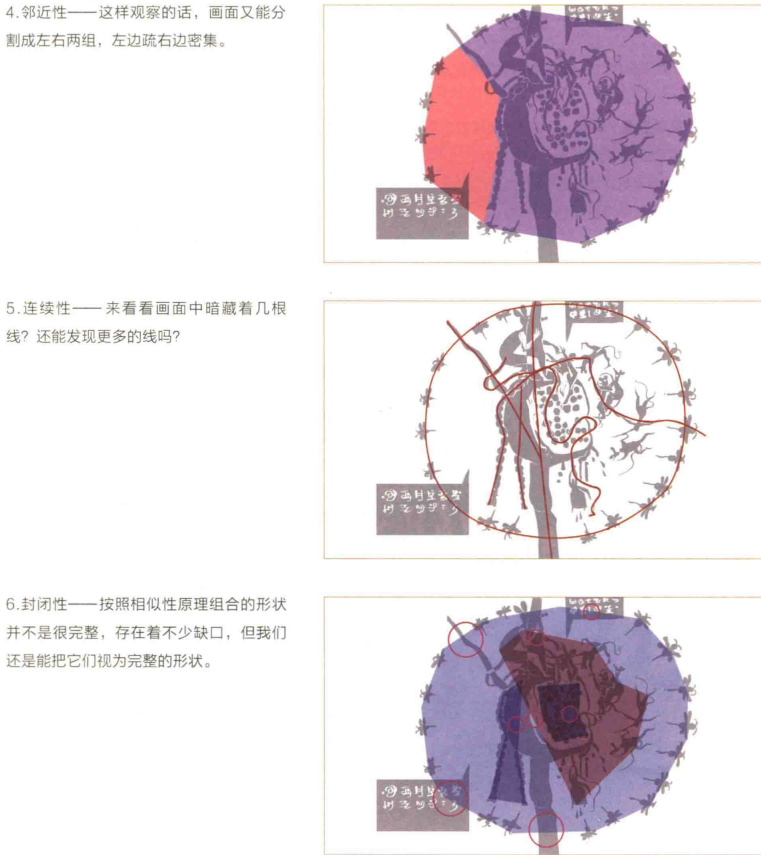 4.邻近性——这样观察的话，画面又能分
割成左右两组，左边疏右边密集。
5.连续性——来看看画面中暗藏着几根
线？还能发现更多的线吗？
6.封闭性——按照相似性原理组合的形状
并不是很完整，存在着不少缺口，但我们
还是能把它们视为完整的形状。